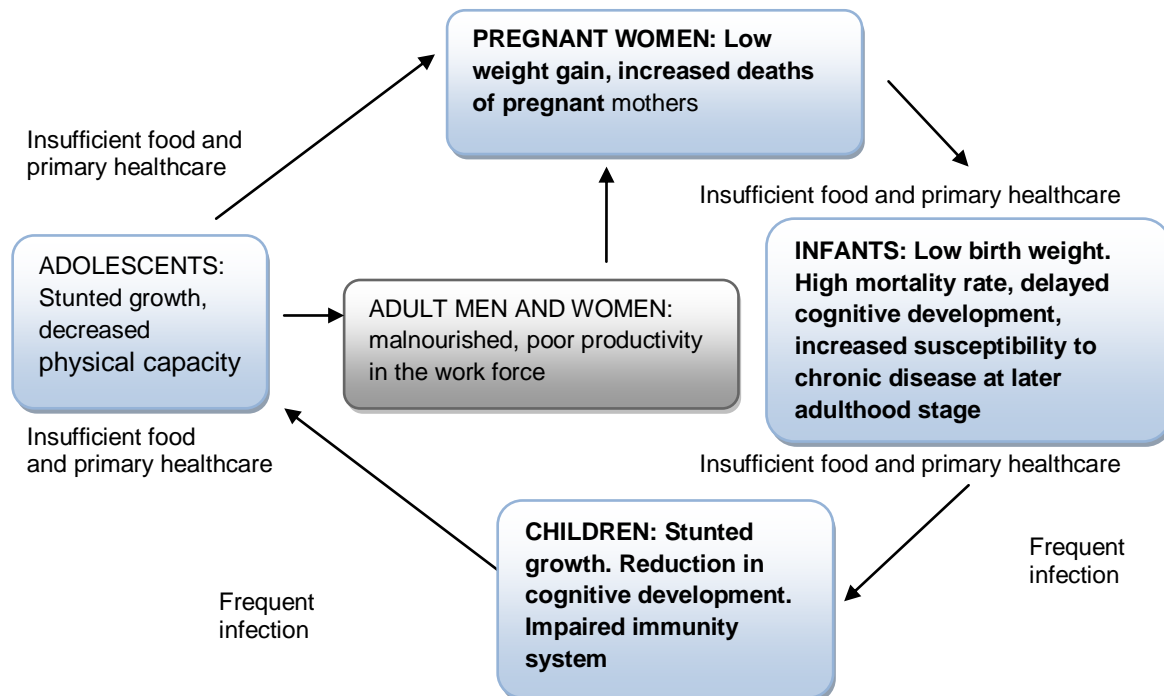 PREGNANT WOMEN: Low
weight gain, increased deaths
of pregnant mothers
Insufficient food and
primary healthcare
Insufficient food and primary healthcare
ADOLESCENTS:
Stunted growth,
decreased
physical capacity
ADULT MEN AND WOMEN:
malnourished, poor productivity
in the work force
INFANTS: Low birth weight.
High mortality rate, delayed
cognitive development,
increased susceptibility to
chronic disease at later
adulthood stage
Insufficient food
and primary healthcare
Insufficient food and primary healthcare
CHILDREN: Stunted
growth. Reduction in
cognitive development.
Impaired immunity
system
Frequent
infection
Frequent
infection